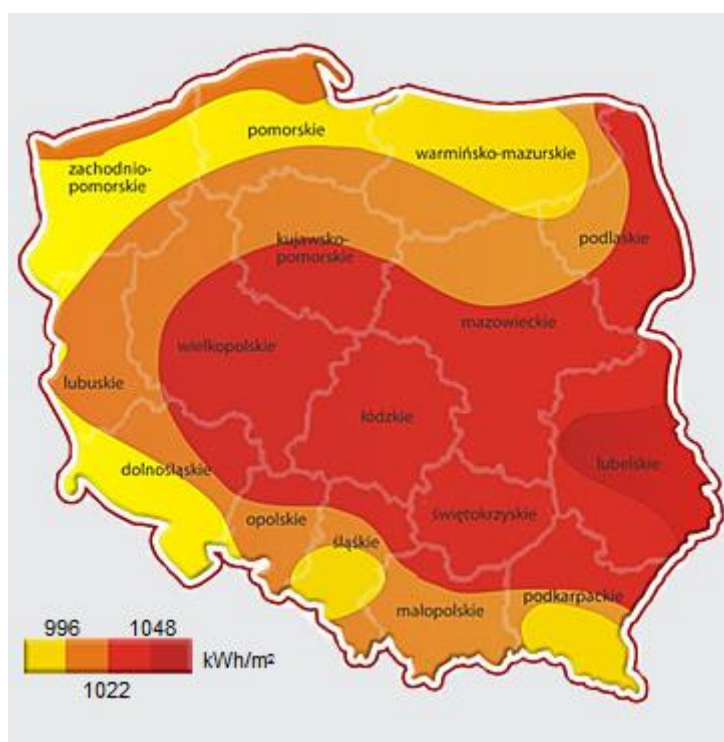 pomorskie
warmińsko-mazurskie
zachodnio-
pomorskie
podlaskie
kujawsko-
pomorskie
mazowieckie
wielkopolskie
lubuskie
łódzkie
dolnośląskie
lubelskie
opolskie
świętokrzyskie
śląśkie
podkarpackie
małopolskie
996 1048
kWh/m²
1022